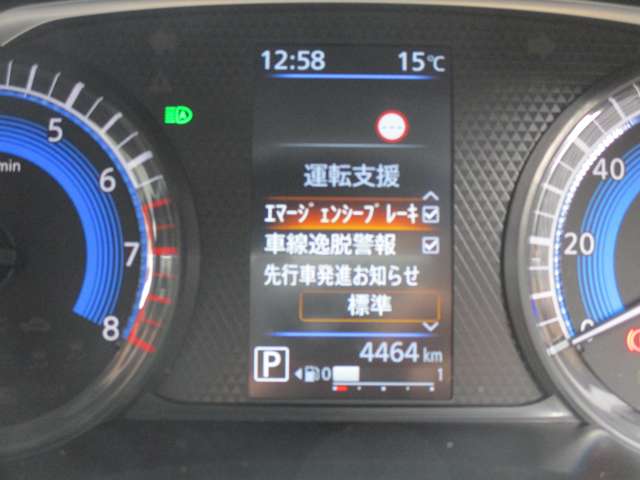 12:58 15℃
運転支援
ｴﾏｰｼﾞｪﾝｼｰﾌﾞﾚｰｷ
車線逸脱警報
先行車発進お知らせ
標準
4464 km
P 0 1
min
5
6
7
8
40
20
0
A